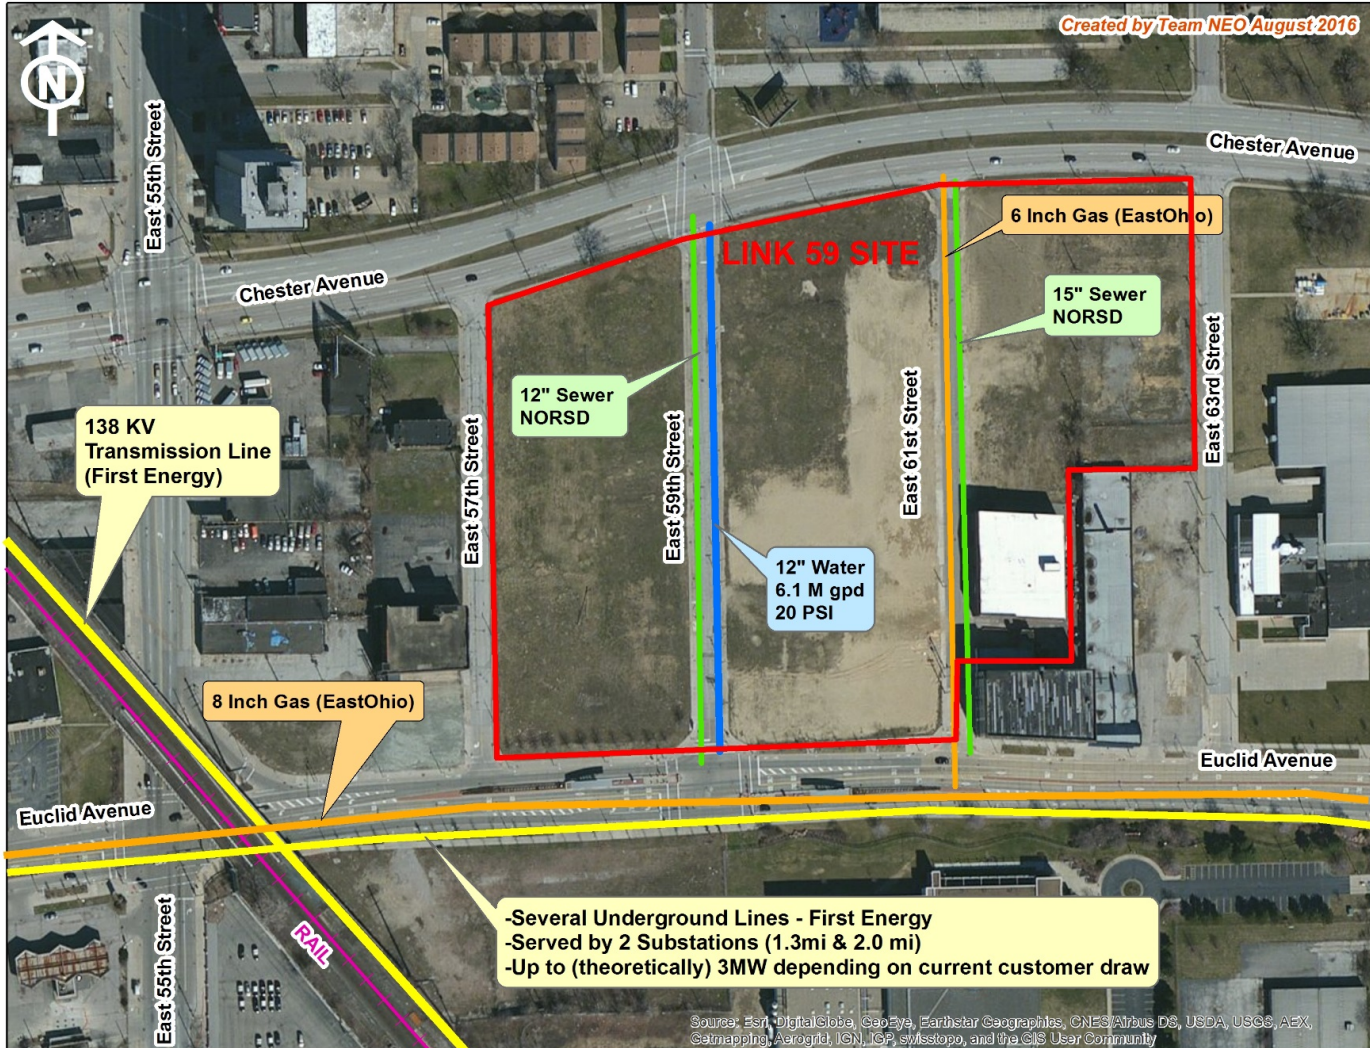 Created by Team NEO August 2016
N
East 55th Street
Chester Avenue
Chester Avenue
6 Inch Gas (EastOhio)
LINK 59 SITE
15" Sewer
NORSD
12" Sewer
NORSD
138 KV
Transmission Line
(First Energy)
East 57th Street
East 59th Street
East 61st Street
East 63rd Street
12" Water
6.1 M gpd
20 PSI
8 Inch Gas (EastOhio)
Euclid Avenue
Euclid Avenue
-Several Underground Lines - First Energy
-Served by 2 Substations (1.3mi & 2.0 mi)
-Up to (theoretically) 3MW depending on current customer draw
RAIL
East 55th Street
Source: Esri, DigitalGlobe, GeoEye, Earthstar Geographics, CNES/Airbus DS, USDA, USGS, AEX,
Getmapping, Aerogrid, IGN, IGP, swisstopo, and the GIS User Community